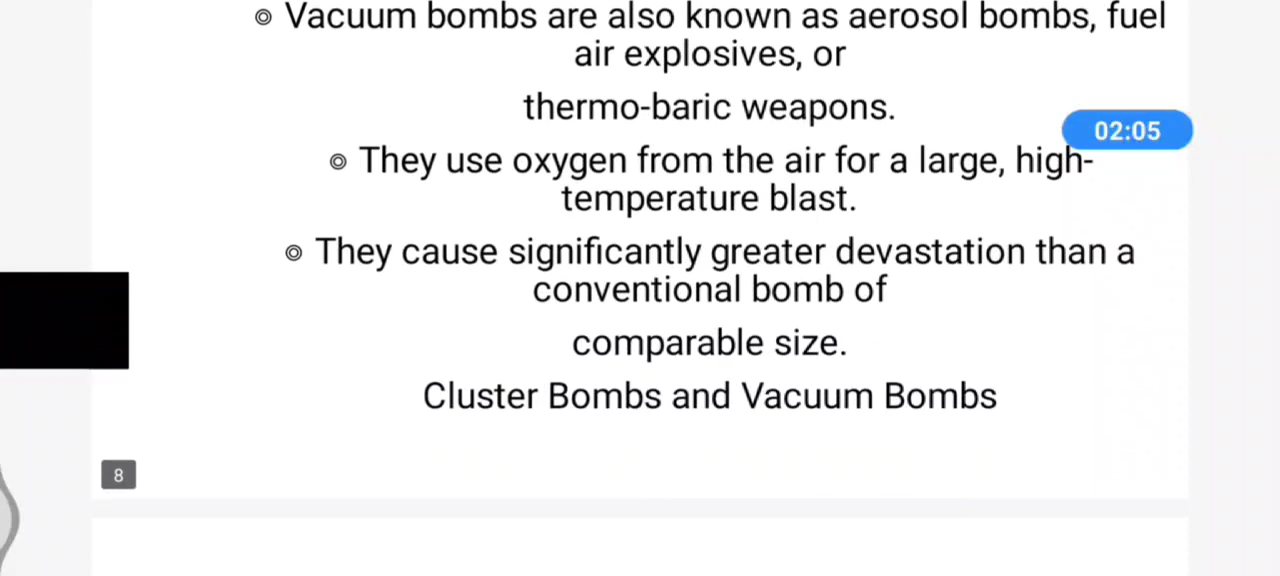 ◎ Vacuum bombs are also known as aerosol bombs, fuel
air explosives, or
thermo-baric weapons.
02:05
◎ They use oxygen from the air for a large, high-
temperature blast.
◎ They cause significantly greater devastation than a
conventional bomb of
comparable size.
Cluster Bombs and Vacuum Bombs
8